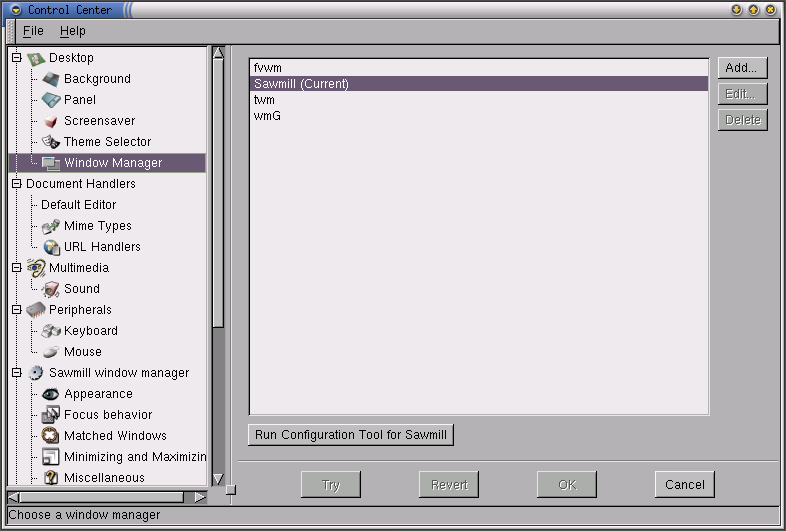 Control Center
File Help
Desktop
Background
Panel
Screensaver
Theme Selector
Window Manager
Document Handlers
Default Editor
Mime Types
URL Handlers
Multimedia
Sound
Peripherals
Keyboard
Mouse
Sawmill window manager
Appearance
Focus behavior
Matched Windows
Minimizing and Maximizin
Miscellaneous
fvwm
Sawmill (Current)
twm
wmG
Add...
Edit...
Delete
Run Configuration Tool for Sawmill
Try Revert OK Cancel
Choose a window manager